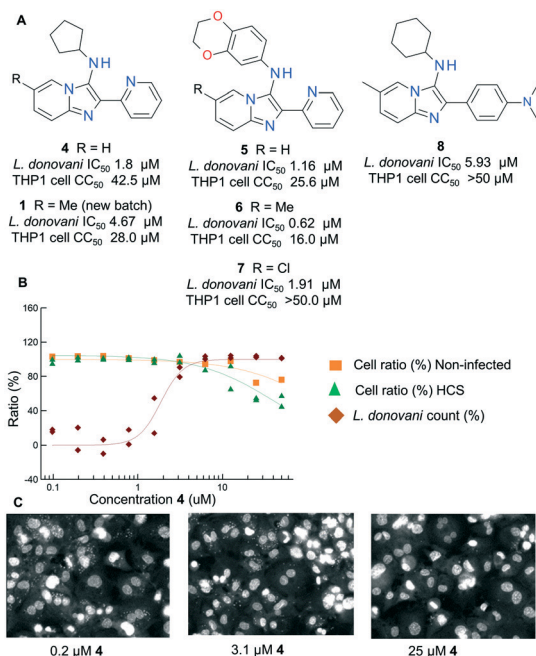 A
NH
R
N
N
N
4 R = H
L. donovani IC50 1.8 µM
THP1 cell CC50 42.5 µM
1 R = Me (new batch)
L. donovani IC50 4.67 µM
THP1 cell CC50 28.0 µM
O
O
NH
R
N
N
N
5 R = H
L. donovani IC50 1.16 µM
THP1 cell CC50 25.6 µM
6 R = Me
L. donovani IC50 0.62 µM
THP1 cell CC50 16.0 µM
7 R = Cl
L. donovani IC50 1.91 µM
THP1 cell CC50 >50.0 µM
NH
N
N
N
8
L. donovani IC50 5.93 µM
THP1 cell CC50 >50 µM
B
160
120
80
40
0
-40
Ratio (%)
0.1
1
10
100
Concentration 4 (uM)
Cell ratio (%) Non-infected
Cell ratio (%) HCS
L. donovani count (%)
C
0.2 µM 4
3.1 µM 4
25 µM 4